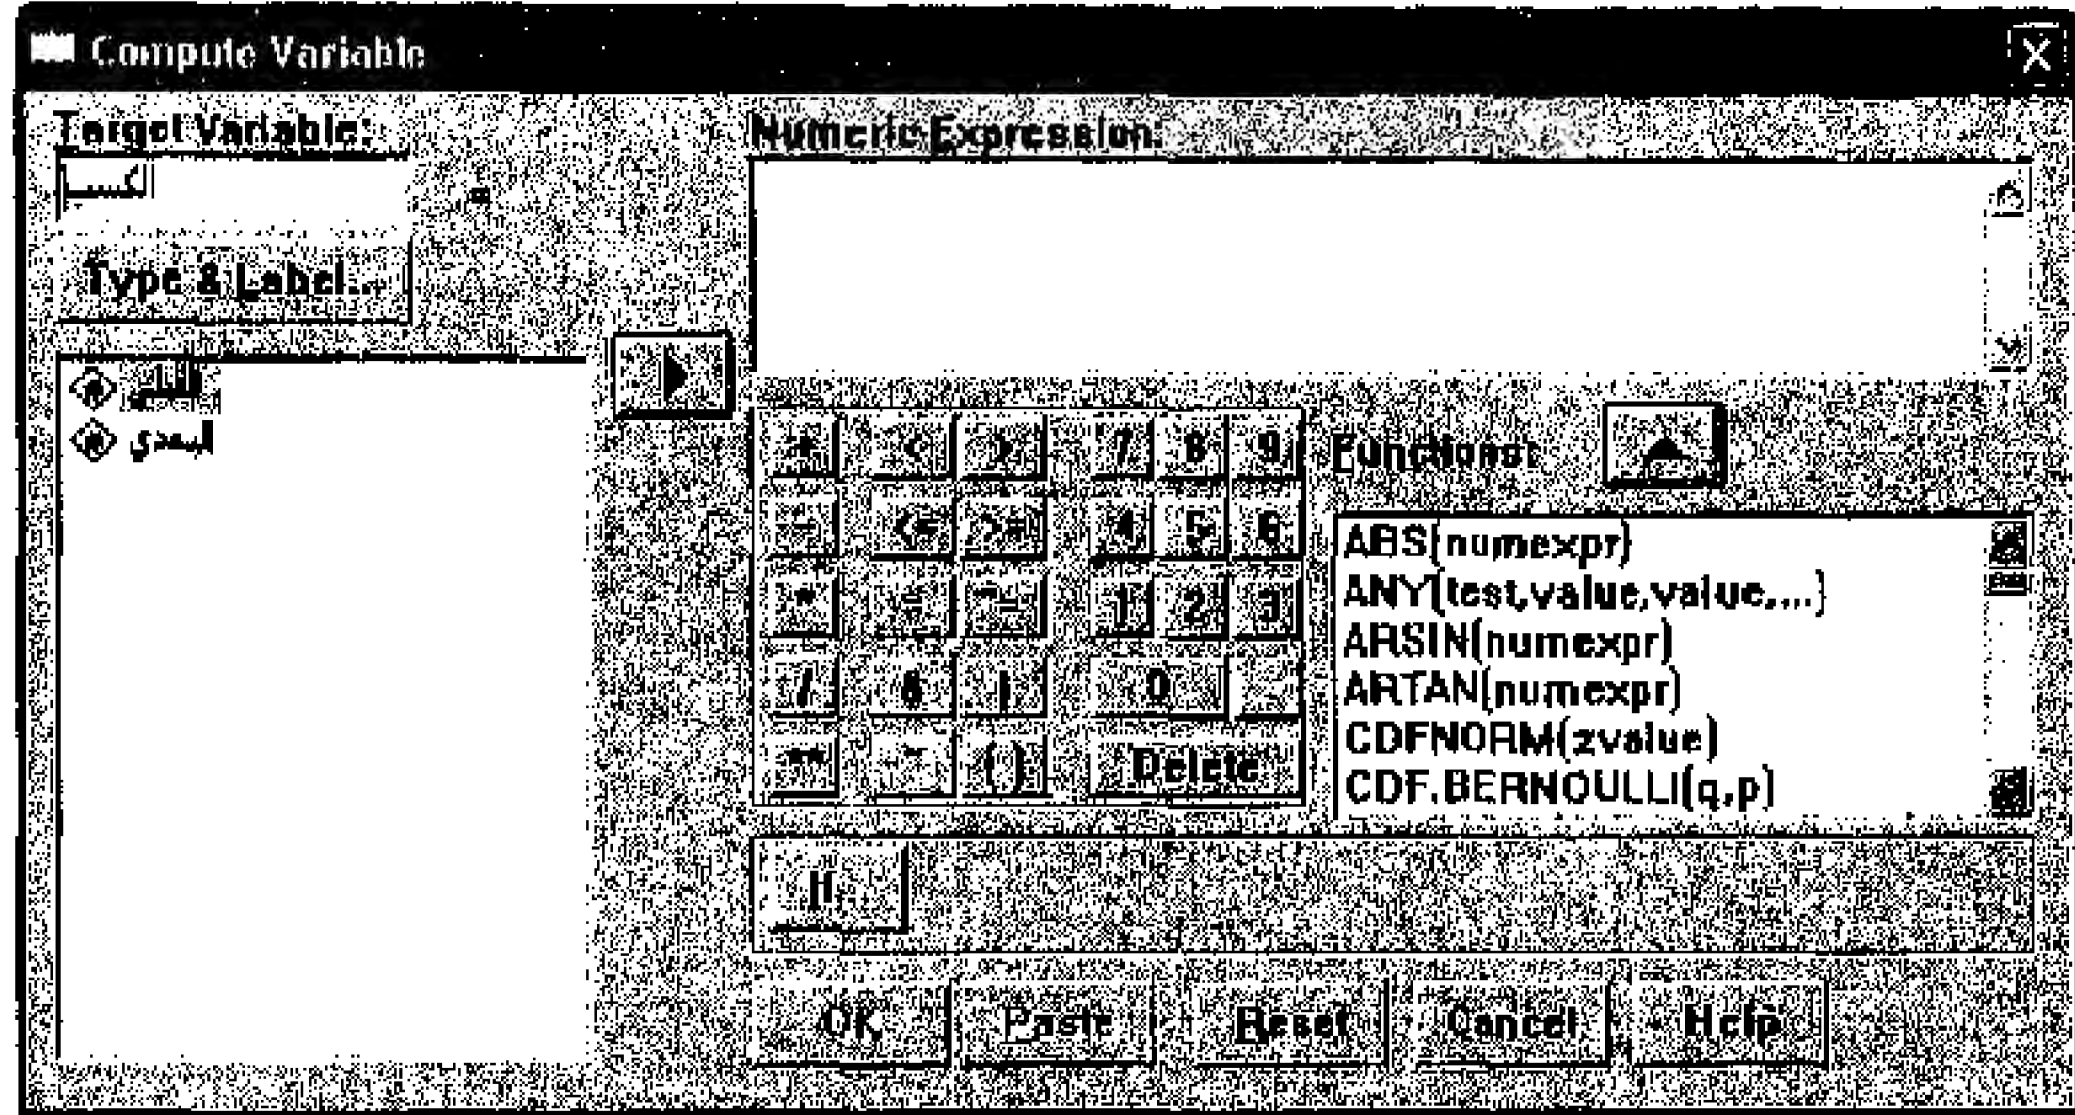 Compute Variable
Target Variable:
=
Numeric Expression:
Type & Label...
البعدي
+ < > 7 8 9
- <= >= 4 5 6
* = ~= 1 2 3
/ & | 0 .
** ~ ( ) Delete
Functions:
ABS(numexpr)
ANY(test,value,value,...)
ARSIN(numexpr)
ARTAN(numexpr)
CDFNORM(zvalue)
CDF.BERNOULLI(q,p)
If...
OK Paste Reset Cancel Help